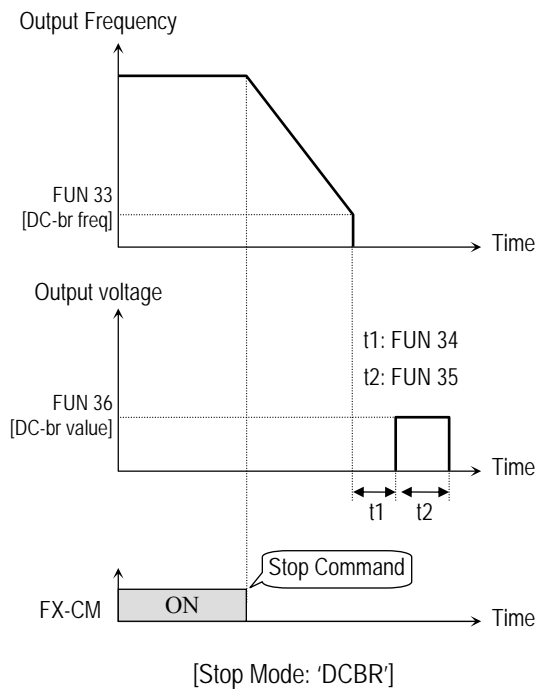 Output Frequency
FUN 33
[DC-br freq]
Time
Output voltage
t1: FUN 34
t2: FUN 35
FUN 36
[DC-br value]
Time
t1
t2
Stop Command
FX-CM
ON
Time
[Stop Mode: ‘DCBR’]